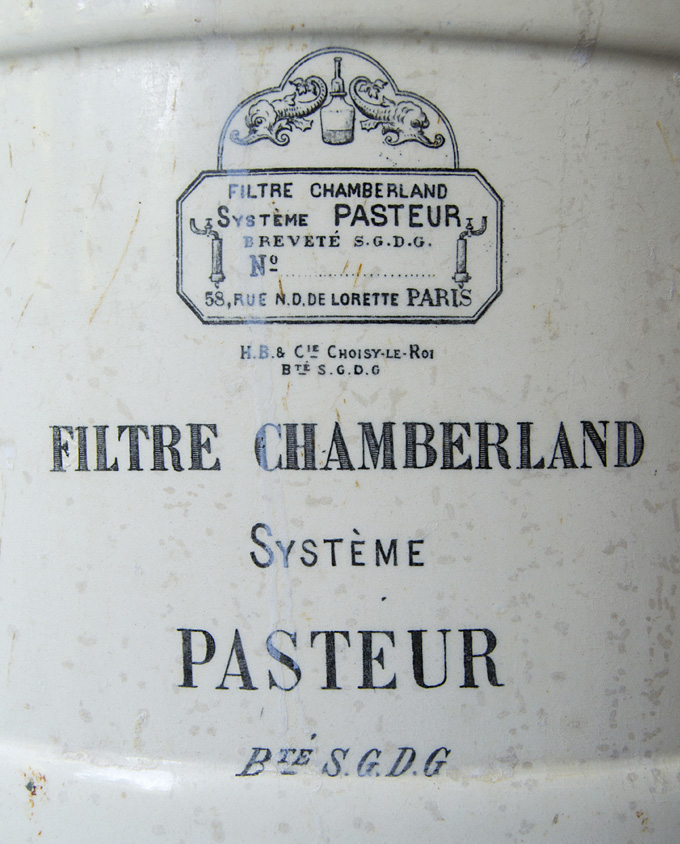 FILTRE CHAMBERLAND
SYSTÈME PASTEUR
BREVETÉ S.G.D.G.
Nº
58, RUE N.D. DE LORETTE PARIS
H.B. & CIE CHOISY-LE-ROI
BTÉ S.G.D.G
FILTRE CHAMBERLAND
SYSTÈME
PASTEUR
BTÉ S.G.D.G